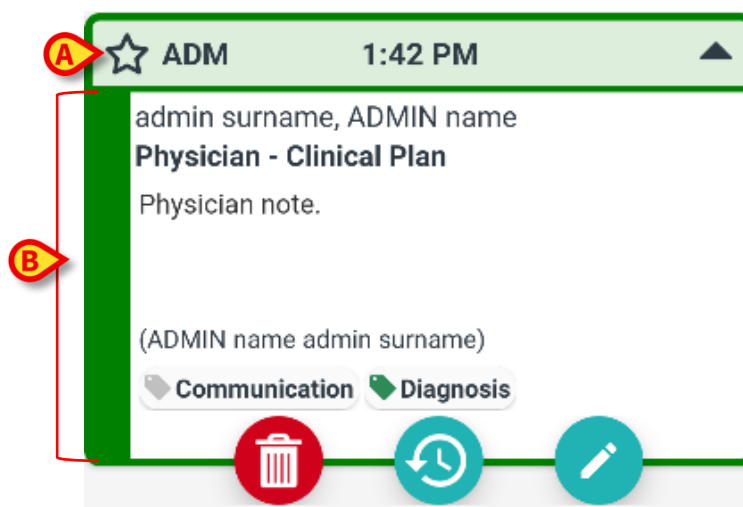 A
ADM 1:42 PM
admin surname, ADMIN name
Physician - Clinical Plan
Physician note.
B
(ADMIN name admin surname)
Communication Diagnosis